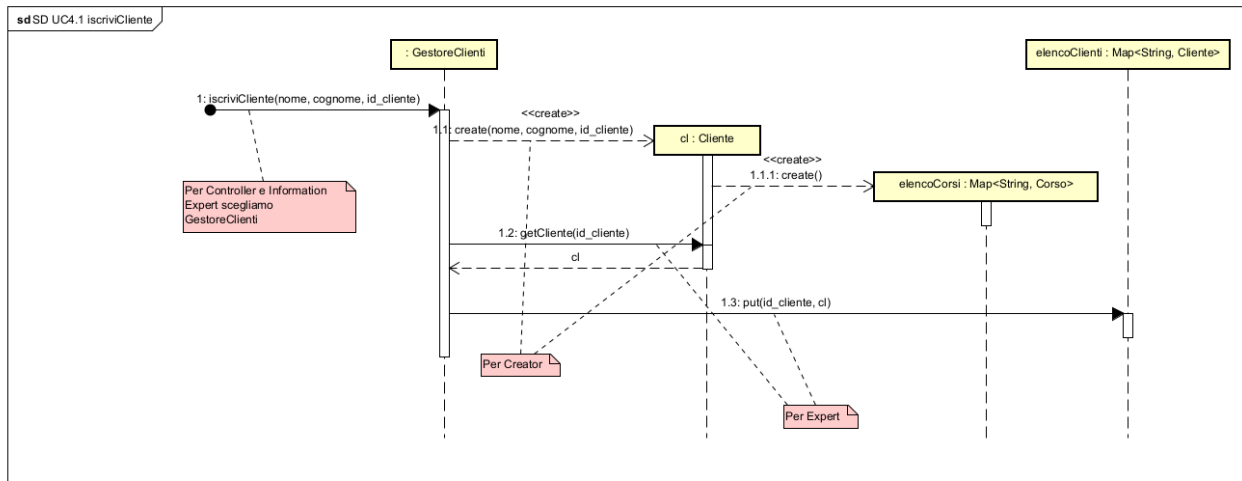 sd SD UC4.1 iscriviCliente
: GestoreClienti
elencoClienti : Map<String, Cliente>
1: iscriviCliente(nome, cognome, id_cliente)
<<create>>
1.1: create(nome, cognome, id_cliente)
cl : Cliente
<<create>>
1.1.1: create()
elencoCorsi : Map<String, Corso>
Per Controller e Information
Expert scegliamo
GestoreClienti
1.2: getCliente(id_cliente)
cl
1.3: put(id_cliente, cl)
Per Creator
Per Expert